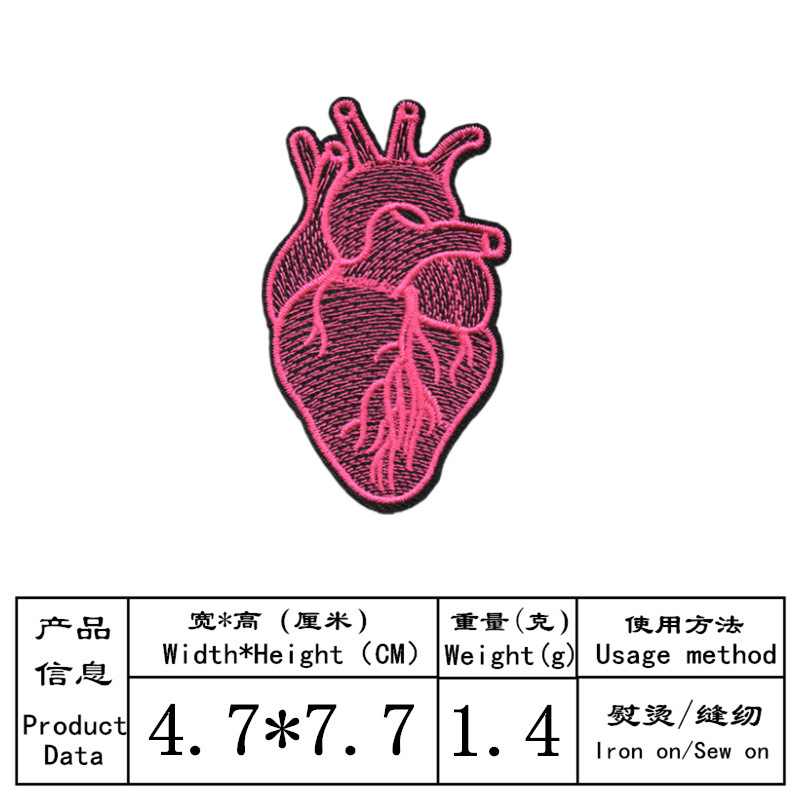 产品
信息
Product
Data
宽*高（厘米）
Width*Height（CM）
重量(克)
Weight(g)
使用方法
Usage method
4.7*7.7
1.4
熨烫/缝纫
Iron on/Sew on